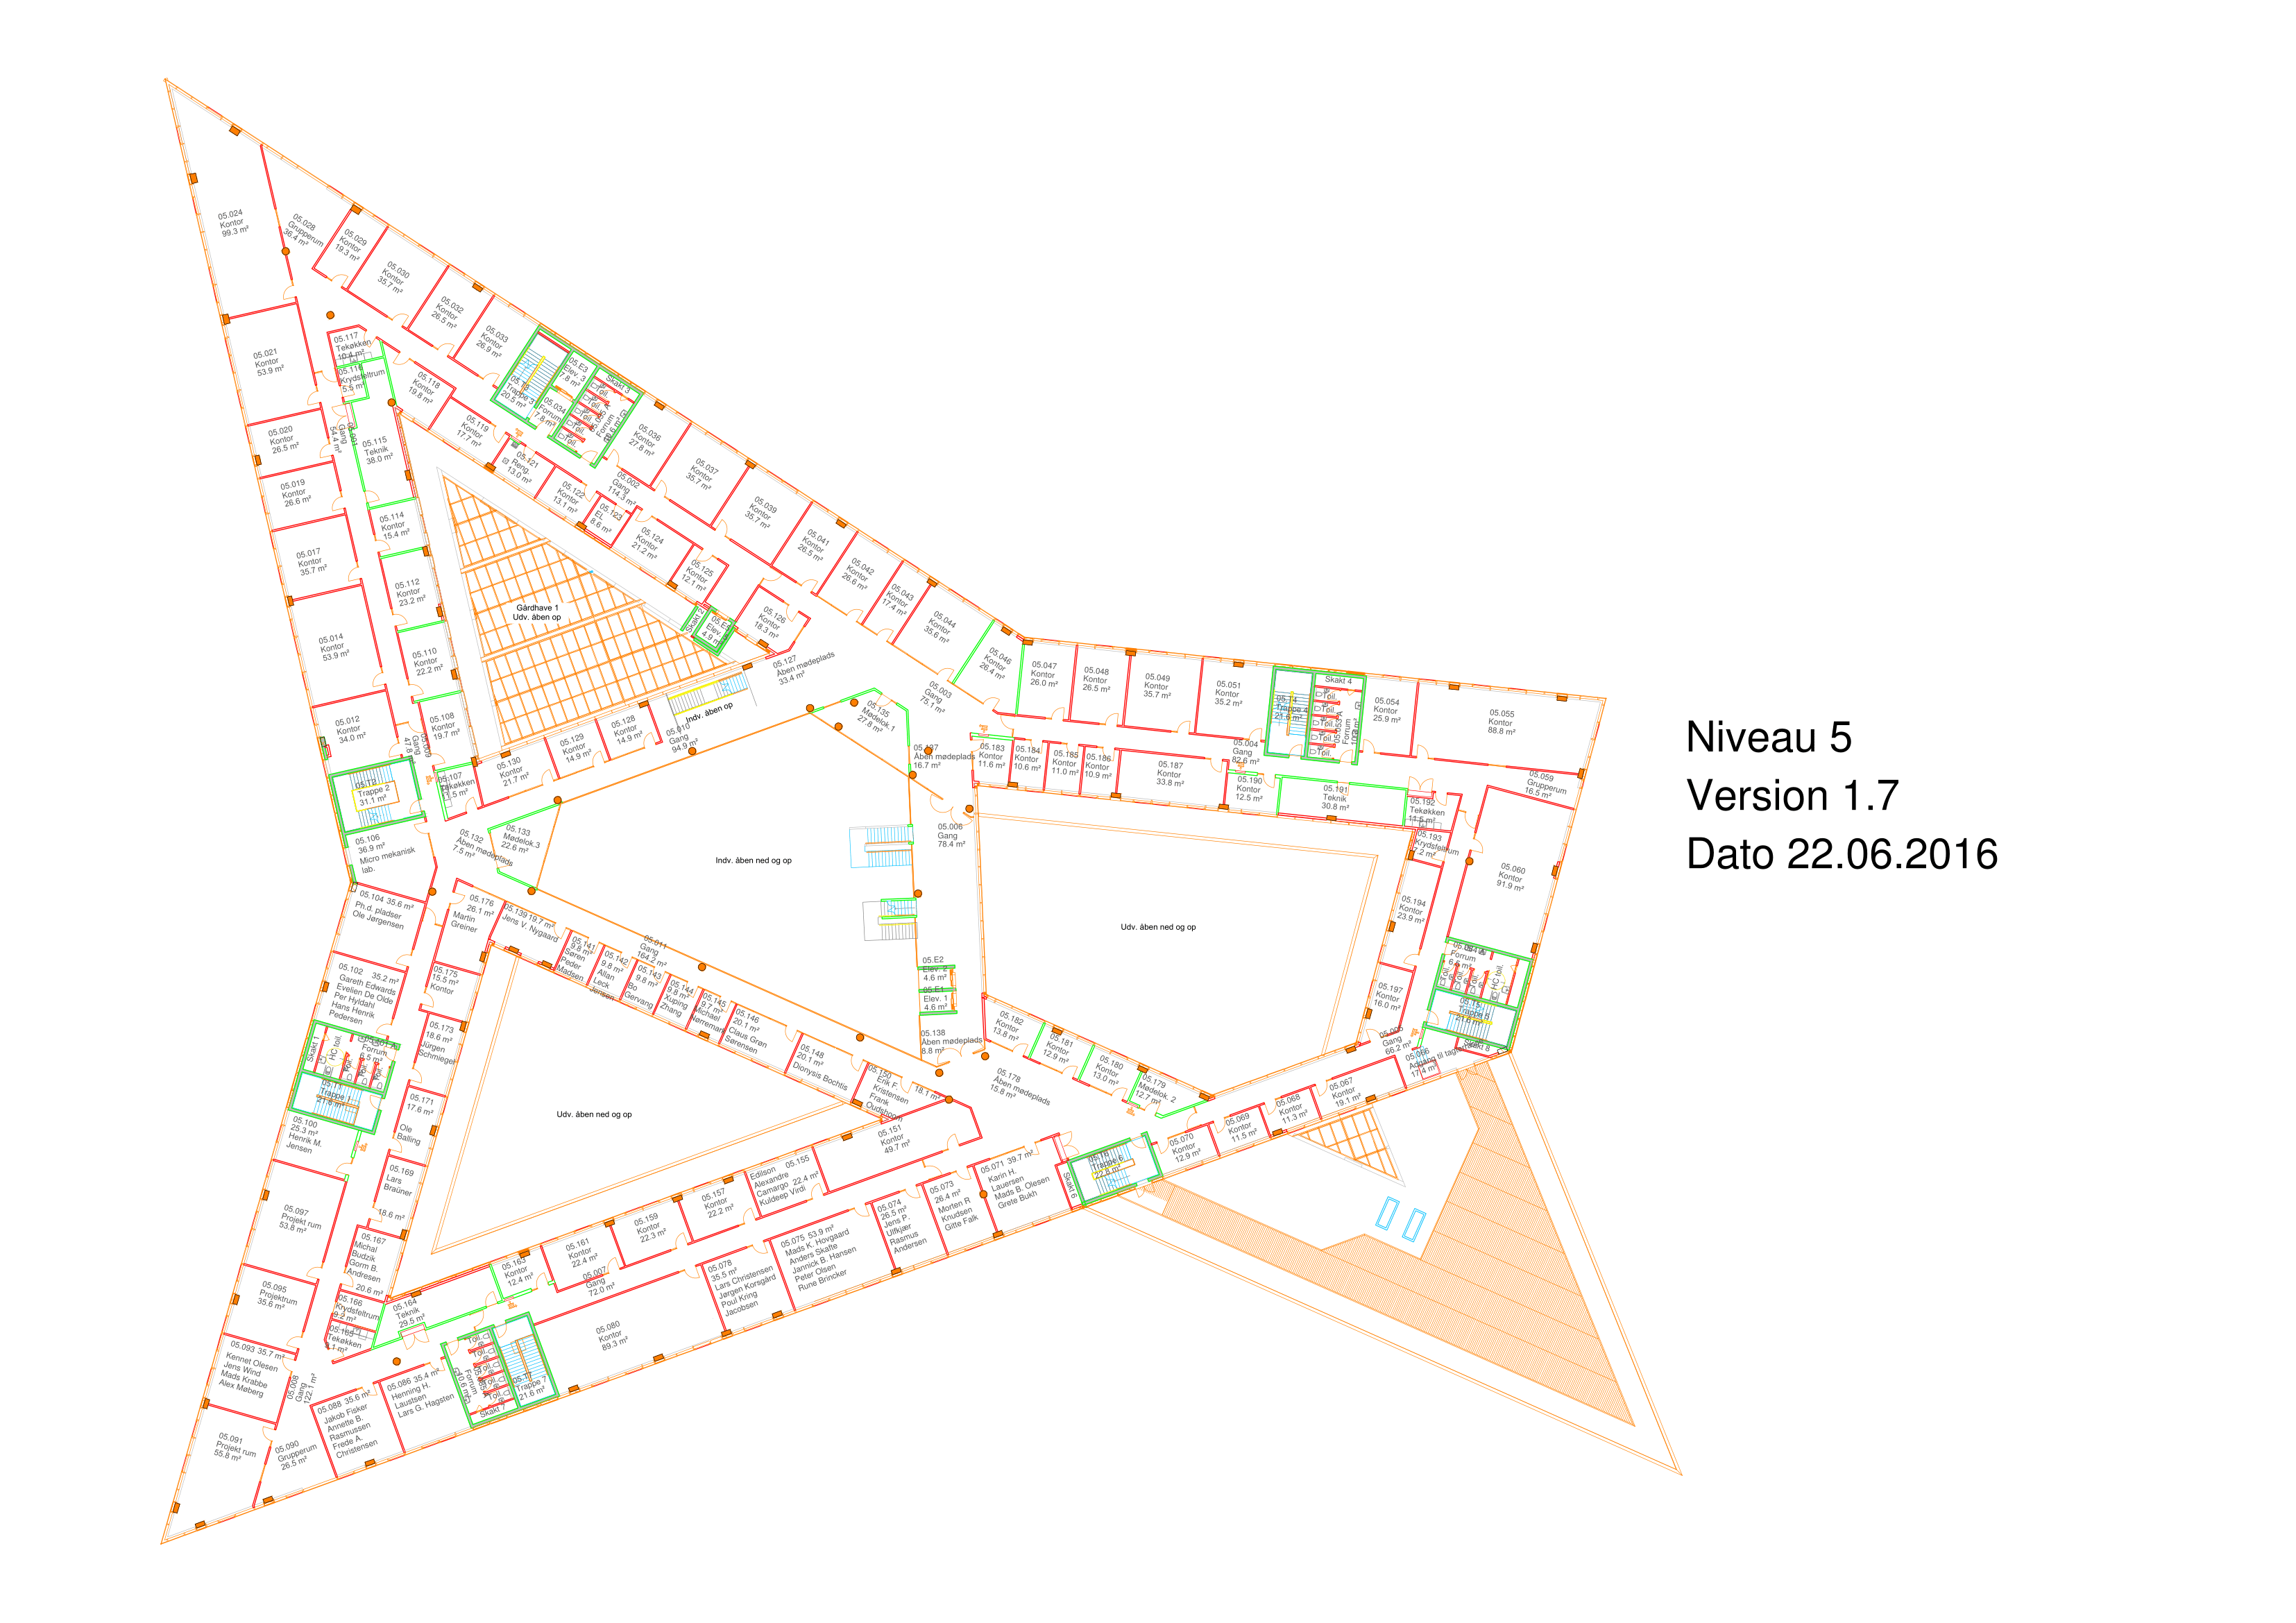 05.024
Kontor
99.3 m²
05.028
Grupperum
36.4 m²
05.029
Kontor
19.3 m²
05.030
Kontor
35.7 m²
05.032
Kontor
26.5 m²
05.033
Kontor
26.9 m²
05.021
Kontor
53.9 m²
05.117
Tekøkken
10.4 m²
05.116
Krydsfeltrum
5.5 m²
05.118
Kontor
19.8 m²
05.119
Kontor
17.7 m²
05.T3
Trappe 3
20.5 m²
05.E3
Elev. 3
7.8 m²
05.034
Forrum
7.8 m²
Skakt 3
Toil.
Toil.
Toil.
Toil.
Toil.
Forrum
05.036
Kontor
27.8 m²
05.037
Kontor
35.7 m²
05.039
Kontor
35.7 m²
05.041
Kontor
26.5 m²
05.042
Kontor
26.6 m²
05.043
Kontor
17.4 m²
05.044
Kontor
35.6 m²
05.046
Kontor
26.4 m²
05.020
Kontor
26.5 m²
05.001
Gang
54.4 m²
05.115
Teknik
38.0 m²
05.121
Reng.
13.0 m²
05.122
Kontor
13.1 m²
05.002
Gang
114.3 m²
05.123
EL
8.6 m²
05.124
Kontor
21.2 m²
05.125
Kontor
12.1 m²
05.126
Kontor
18.3 m²
Skakt 2
Elev.
4.9 m²
05.127
Åben mødeplads
33.4 m²
05.019
Kontor
26.6 m²
05.017
Kontor
35.7 m²
05.114
Kontor
15.4 m²
05.112
Kontor
23.2 m²
05.014
Kontor
53.9 m²
05.110
Kontor
22.2 m²
05.012
Kontor
34.0 m²
05.009
Gang
47.8 m²
05.108
Kontor
19.7 m²
Gårdhave 1
Udv. åben op
05.107
Tekøkken
05.130
Kontor
21.7 m²
05.129
Kontor
14.9 m²
05.128
Kontor
14.9 m²
05.010
Gang
94.9 m²
Indv. åben op
05.135
Mødelok.1
27.8 m²
05.003
Gang
75.1 m²
Åben mødeplads
16.7 m²
05.047
Kontor
26.0 m²
05.048
Kontor
26.5 m²
05.049
Kontor
35.7 m²
05.051
Kontor
35.2 m²
05.T4
Trappe 4
21.6 m²
Skakt 4
Toil.
Toil.
Toil.
Toil.
Toil.
05.053 A
Forrum
05.054
Kontor
25.9 m²
05.055
Kontor
88.8 m²
05.183
Kontor
11.6 m²
05.184
Kontor
10.6 m²
05.185
Kontor
11.0 m²
05.186
Kontor
10.9 m²
05.187
Kontor
33.8 m²
05.004
Gang
82.6 m²
05.190
Kontor
12.5 m²
05.191
Teknik
30.8 m²
05.192
Tekøkken
11.5 m²
05.059
Grupperum
16.5 m²
05.193
Krydsfeltrum
7.2 m²
05.060
Kontor
91.9 m²
05.194
Kontor
23.9 m²
05.197
Kontor
16.0 m²
Forrum
Toil.
Toil.
Toil.
HC toil.
Trappe 5
21.6 m²
Skakt 8
Gang
66.2 m²
05.066
17.4 m²
05.T2
Trappe 2
31.1 m²
05.106
36.9 m²
Micro mekanisk
lab.
05.132
Åben mødeplads
7.5 m²
05.133
Mødelok.3
22.6 m²
Indv. åben ned og op
05.006
Gang
78.4 m²
Udv. åben ned og op
05.104 35.6 m²
Ph.d. pladser
Ole Jørgensen
05.176
26.1 m²
Martin
Greiner
05.139 19.7 m²
Jens V. Nygaard
05.141
9.8 m²
Søren
Peder
Madsen
05.142
9.8 m²
Allan
Leck
Jensen
05.143
9.8 m²
Bo
Gervang
05.144
9.8 m²
Xuping
Zhang
05.145
9.7 m²
Michael
Nørremark
05.146
20.1 m²
Claus Grøn
Sørensen
05.148
20.1 m²
Dionysis Bochtis
05.150
18.1 m²
Erik F.
Kristensen
Frank
Oudshoorn
05.011
Gang
164.2 m²
05.E2
Elev. 2
4.6 m²
05.E1
Elev. 1
4.6 m²
05.138
Åben mødeplads
8.8 m²
05.182
Kontor
13.8 m²
05.181
Kontor
12.9 m²
05.180
Kontor
13.0 m²
05.179
Mødelok. 2
12.7 m²
05.178
Åben mødeplads
15.8 m²
05.102 35.2 m²
Gareth Edwards
Evelien De Olde
Per Hyldahl
Hans Henrik
Pedersen
05.175
15.5 m²
Kontor
05.173
18.6 m²
Jürgen
Schmiegel
Skakt 1
HC toil.
Forrum
Toil.
Toil.
Toil.
Trappe 1
21.6 m²
05.171
17.6 m²
Ole
Balling
05.100
25.3 m²
Henrik M.
Jensen
05.169
Lars
Braüner
18.6 m²
05.097
Projekt rum
53.8 m²
05.167
Michal
Budzik
Gorm B.
Andresen
20.6 m²
05.095
Projektrum
35.6 m²
05.166
Krydsfeltrum
9.2 m²
05.165
Tekøkken
05.164
Teknik
29.5 m²
05.163
Kontor
12.4 m²
05.161
Kontor
22.4 m²
05.159
Kontor
22.3 m²
05.157
Kontor
22.2 m²
05.155
Edilson
Alexandre
Camargo 22.4 m²
Kuldeep Virdi
05.151
Kontor
49.7 m²
Udv. åben ned og op
05.007
Gang
72.0 m²
05.080
Kontor
89.3 m²
05.078
35.5 m²
Lars Christensen
Jørgen Korsgård
Poul Kring
Jacobsen
05.075 53.9 m²
Mads K. Hovgaard
Anders Skafte
Jannick B. Hansen
Peter Olsen
Rune Brincker
05.074
26.5 m²
Jens P.
Ulfkjær
Rasmus
Andersen
05.073
26.4 m²
Morten R
Knudsen
Gitte Falk
05.071 39.7 m²
Karin H.
Lauersen
Mads B. Olesen
Grete Bukh
Skakt 6
05.T6
Trappe 6
22.8 m²
05.070
Kontor
12.9 m²
05.069
Kontor
11.5 m²
05.068
Kontor
11.3 m²
05.067
Kontor
19.1 m²
05.093 35.7 m²
Kennet Olesen
Jens Wind
Mads Krabbe
Alex Møberg
05.008
Gang
122.1 m²
05.088 35.6 m²
Jakob Fisker
Annette B.
Rasmussen
Frede A.
Christensen
05.086 35.4 m²
Henning H.
Laustsen
Lars G. Hagsten
Toil.
Toil.
Toil.
Toil.
Toil.
Forrum
Skakt 7
Trappe 7
21.6 m²
05.091
Projekt rum
55.8 m²
05.090
Grupperum
26.5 m²
Niveau 5
Version 1.7
Dato 22.06.2016